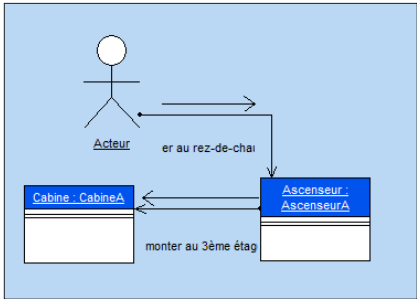 Acteur
er au rez-de-chau
Cabine : CabineA
Ascenseur :
AscenseurA
monter au 3ème étag